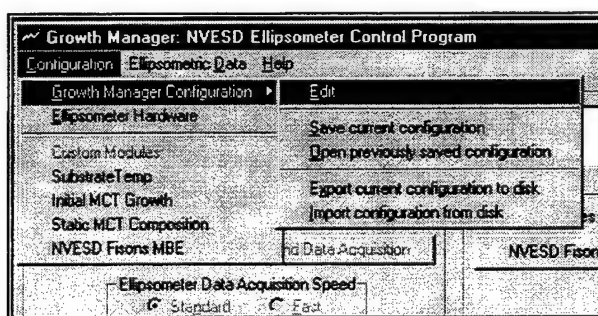 Growth Manager: NVESD Ellipsometer Control Program
Configuration Ellipsometric Data Help
Growth Manager Configuration
Edit
Ellipsometer Hardware
Save current configuration
Open previously saved configuration
Custom Modules
SubstrateTemp
Initial MCT Growth
Export current configuration to disk
Static MCT Composition
Import configuration from disk
NVESD Fisons MBE
Data Acquisition
NVESD Fison
Ellipsometer Data Acquisition Speed
Standard Fast